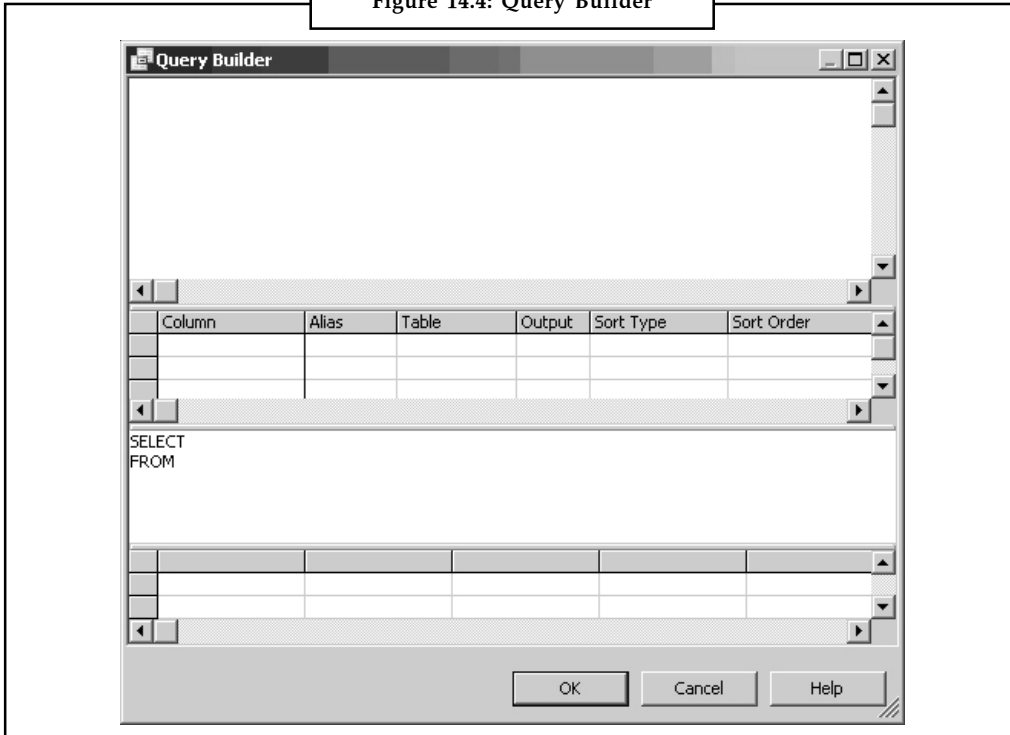 Figure 14.4: Query Builder
Query Builder
Column Alias Table Output Sort Type Sort Order
SELECT
FROM
OK Cancel Help